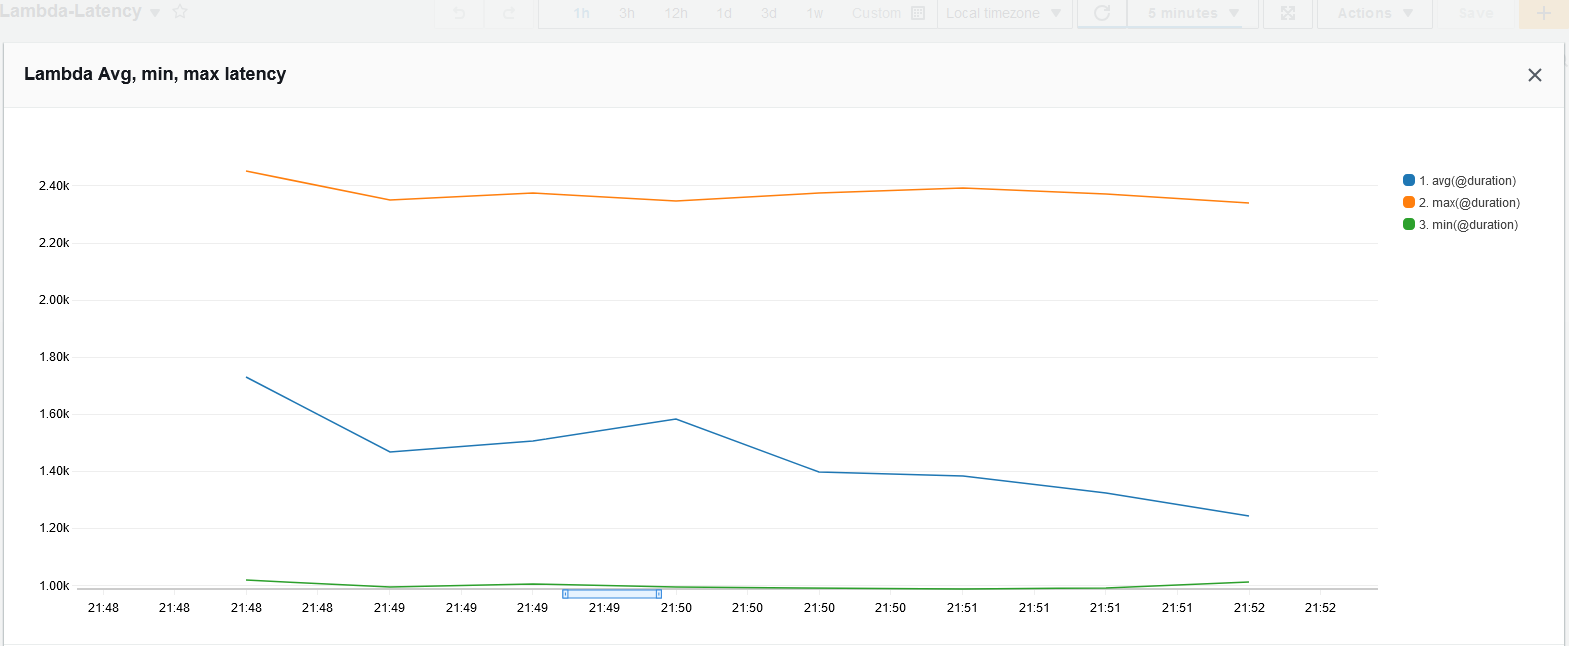 Lambda-Latency
1h 3h 12h 1d 3d 1w Custom Local timezone 5 minutes Actions Save
Lambda Avg, min, max latency
2.40k
2.20k
2.00k
1.80k
1.60k
1.40k
1.20k
1.00k
21:48 21:48 21:48 21:48 21:49 21:49 21:49 21:49 21:50 21:50 21:50 21:50 21:51 21:51 21:51 21:51 21:52 21:52
1. avg(@duration)
2. max(@duration)
3. min(@duration)